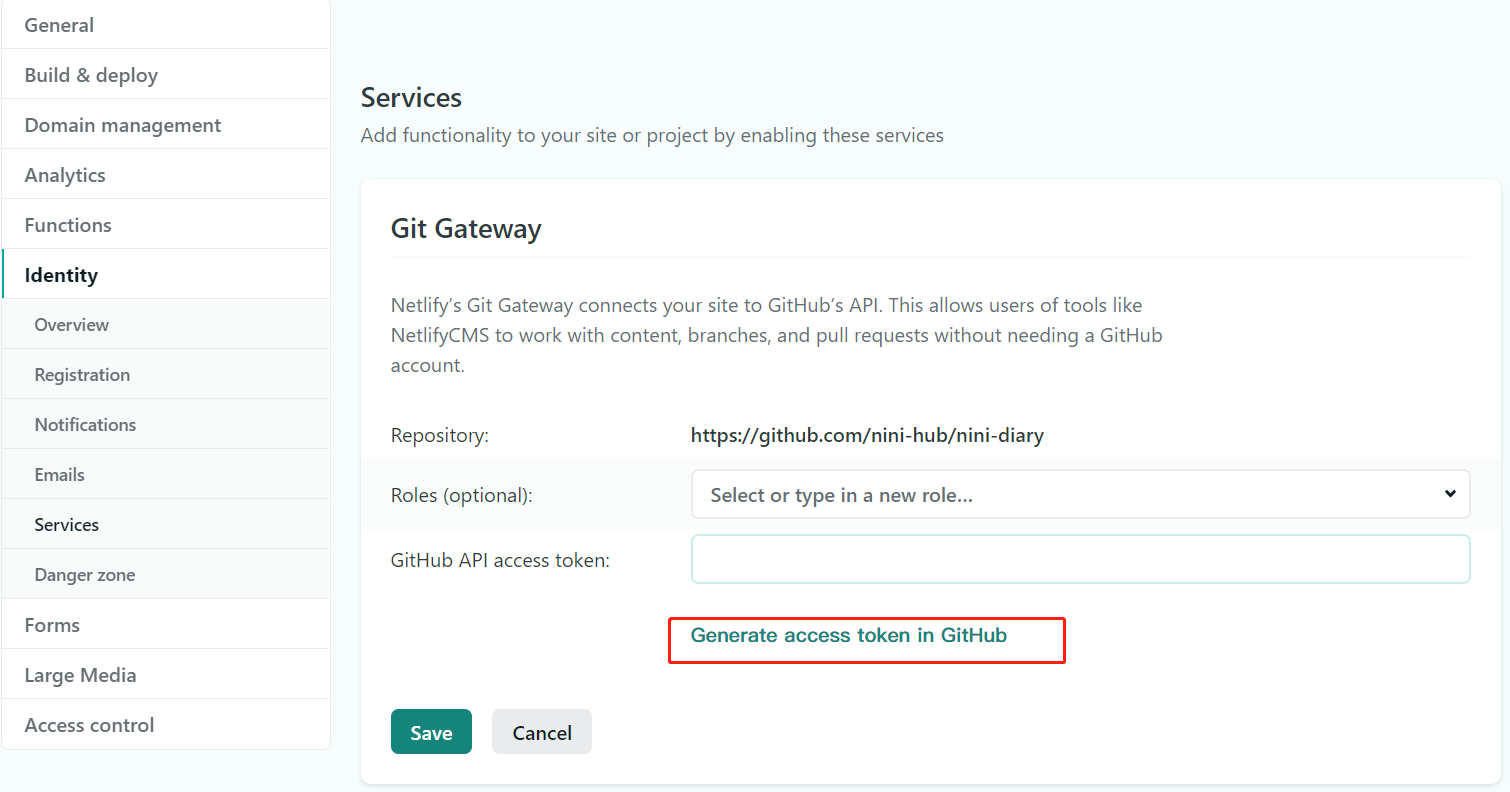 General
Build & deploy
Domain management
Analytics
Functions
Identity
Overview
Registration
Notifications
Emails
Services
Danger zone
Forms
Large Media
Access control
Services
Add functionality to your site or project by enabling these services
Git Gateway
Netlify’s Git Gateway connects your site to GitHub’s API. This allows users of tools like
NetlifyCMS to work with content, branches, and pull requests without needing a GitHub
account.
Repository: https://github.com/nini-hub/nini-diary
Roles (optional): Select or type in a new role...
GitHub API access token:
Generate access token in GitHub
Save Cancel